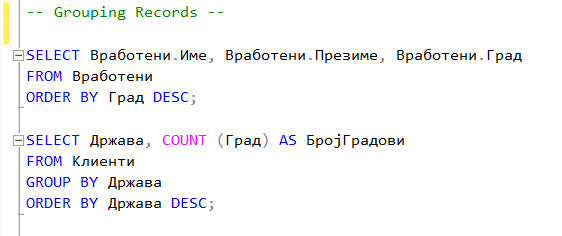 -- Grouping Records --
SELECT Вработени.Име, Вработени.Презиме, Вработени.Град
FROM Вработени
ORDER BY Град DESC;
SELECT Држава, COUNT (Град) AS БројГрадови
FROM Клиенти
GROUP BY Држава
ORDER BY Држава DESC;